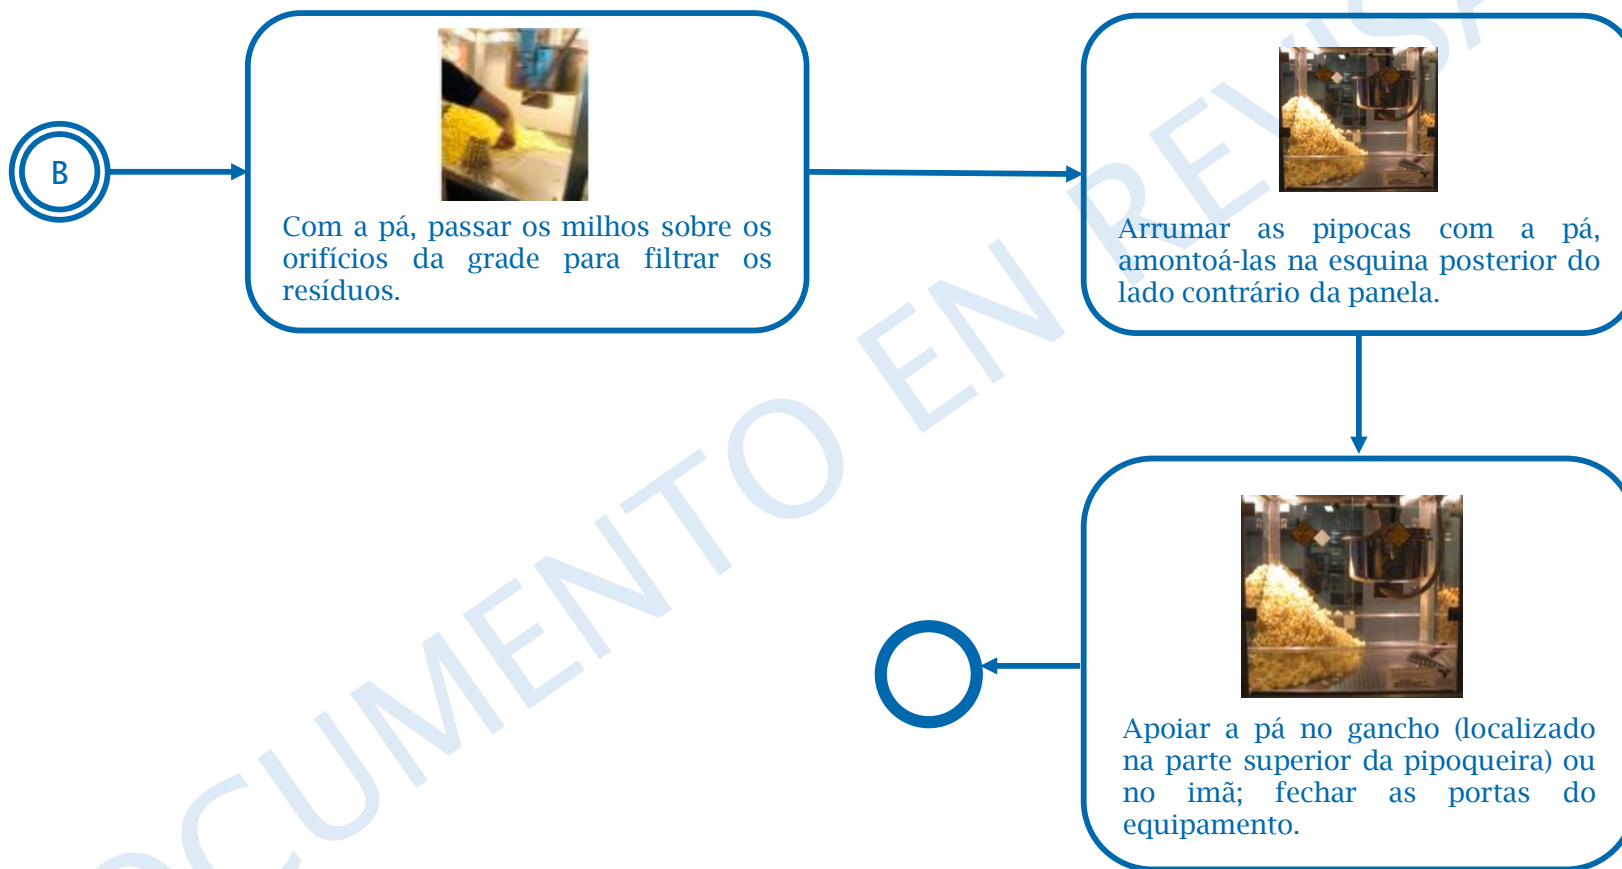 B
Com a pá, passar os milhos sobre os
orifícios da grade para filtrar os
resíduos.
Arrumar as pipocas com a pá,
amontoá-las na esquina posterior do
lado contrário da panela.
Apoiar a pá no gancho (localizado
na parte superior da pipoqueira) ou
no imã; fechar as portas do
equipamento.
OCUMENTO EN REVISA